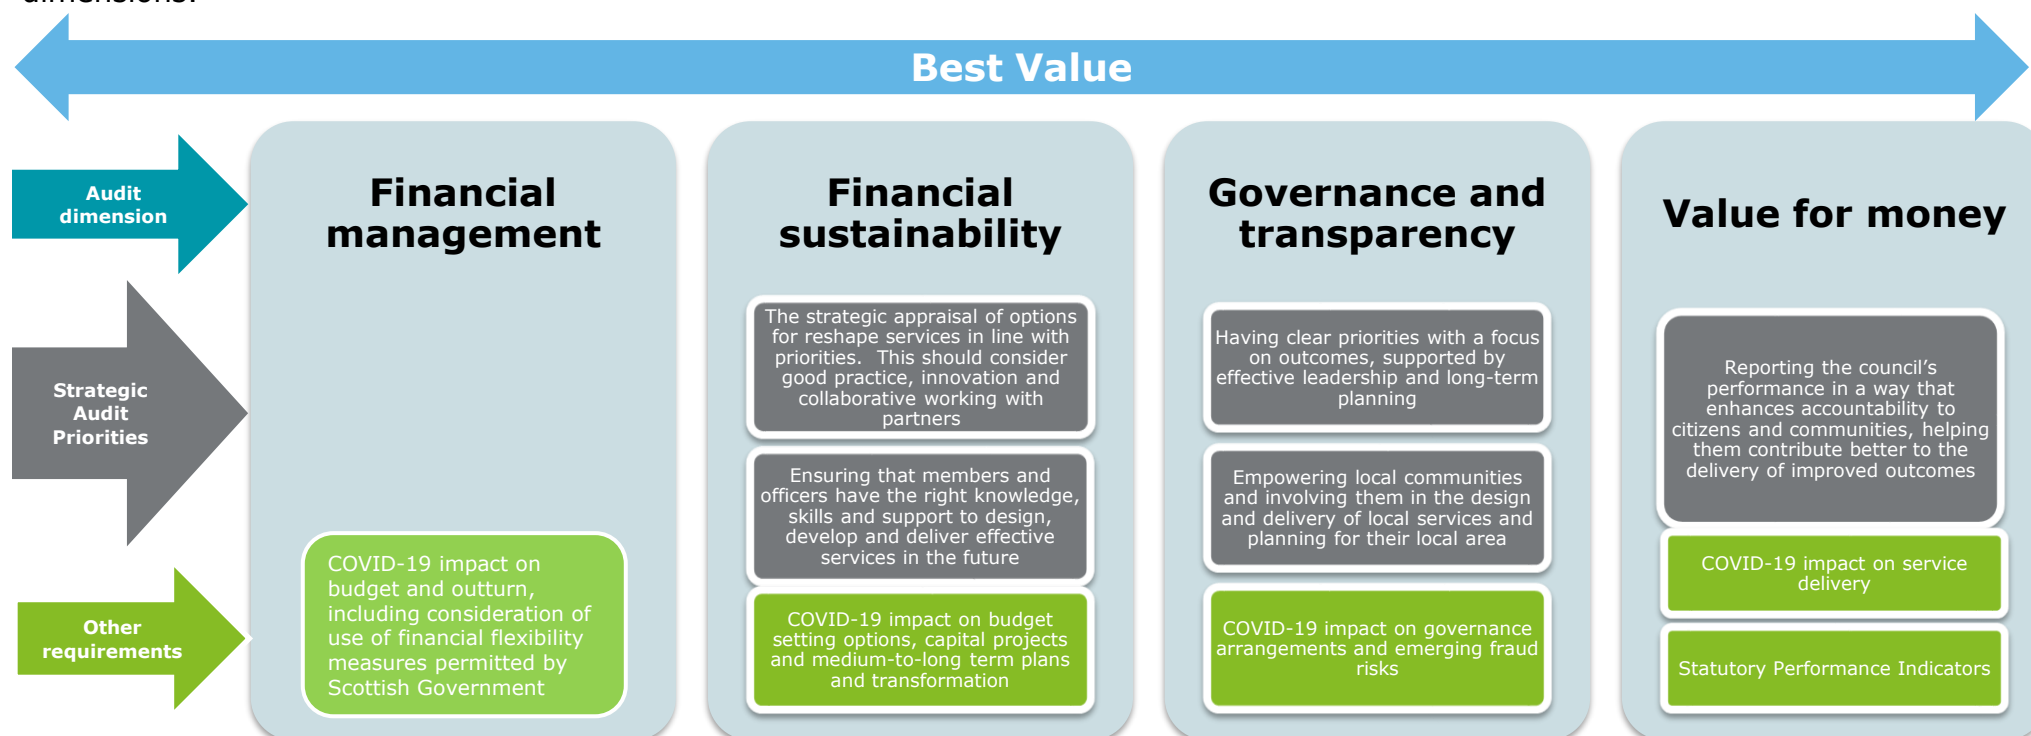 dimensions.
Best Value
Audit
dimension
Strategic
Audit
Priorities
Other
requirements
Financial
management
COVID-19 impact on
budget and outturn,
including consideration of
use of financial flexibility
measures permitted by
Scottish Government
Financial
sustainability
The strategic appraisal of options
for reshape services in line with
priorities.  This should consider
good practice, innovation and
collaborative working with
partners
Ensuring that members and
officers have the right knowledge,
skills and support to design,
develop and deliver effective
services in the future
COVID-19 impact on budget
setting options, capital projects
and medium-to-long term plans
and transformation
Governance and
transparency
Having clear priorities with a focus
on outcomes, supported by
effective leadership and long-term
planning
Empowering local communities
and involving them in the design
and delivery of local services and
planning for their local area
COVID-19 impact on governance
arrangements and emerging fraud
risks
Value for money
Reporting the council’s
performance in a way that
enhances accountability to
citizens and communities, helping
them contribute better to the
delivery of improved outcomes
COVID-19 impact on service
delivery
Statutory Performance Indicators